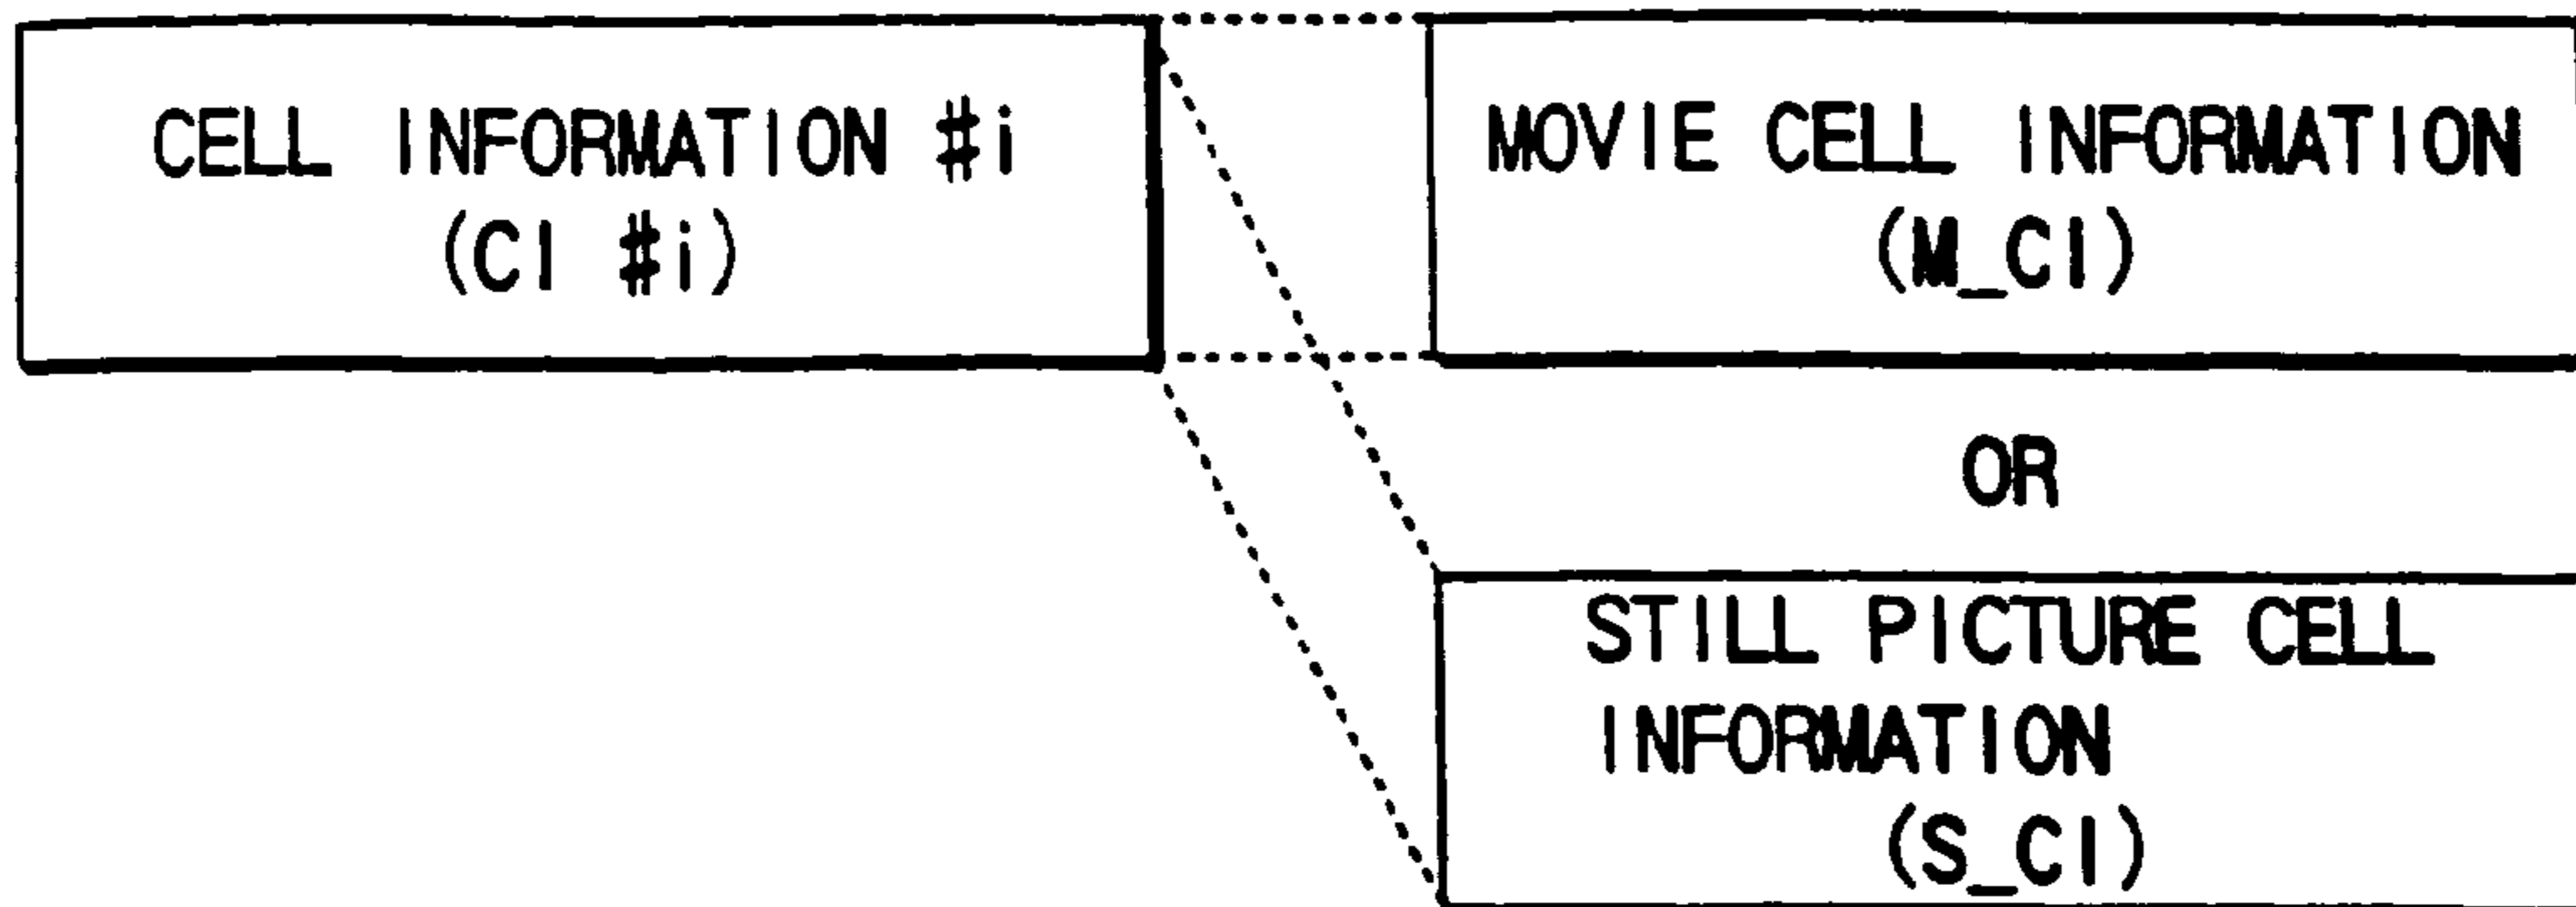 CELL INFORMATION #i
(CI #i)
MOVIE CELL INFORMATION
(M_CI)
OR
STILL PICTURE CELL
INFORMATION
(S_CI)